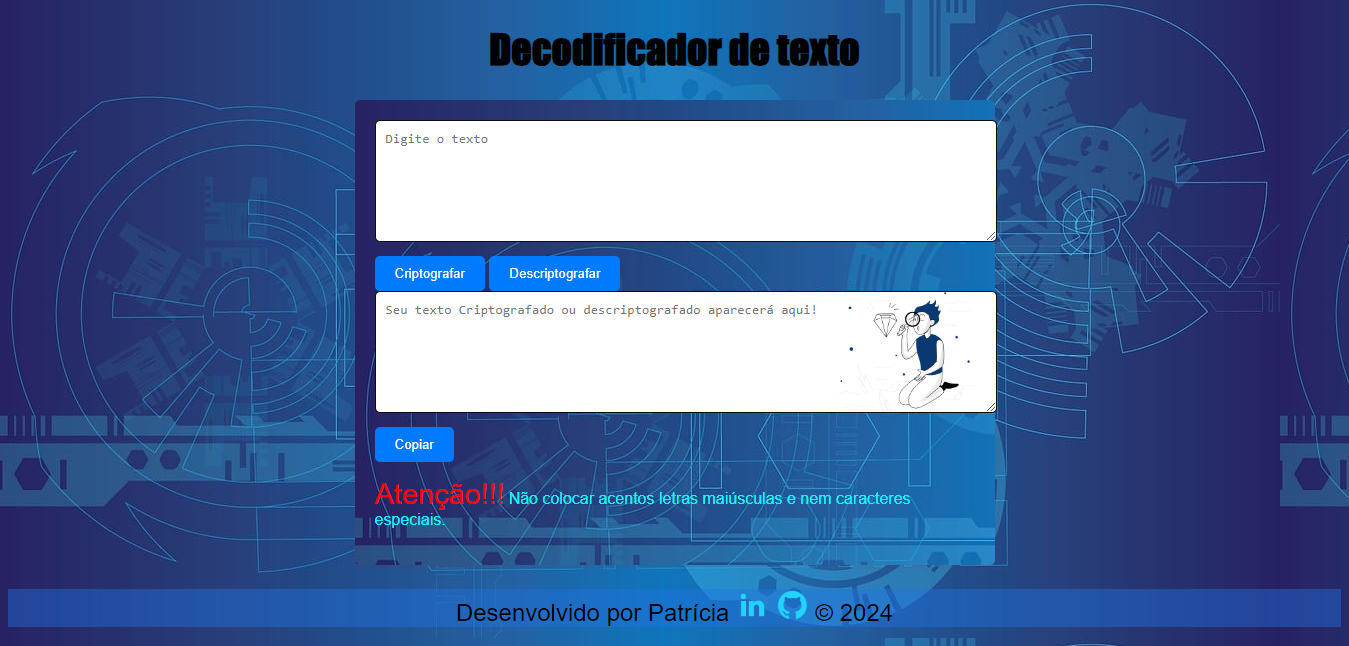 Decodificador de texto
Digite o texto
Criptografar Descriptografar
Seu texto Criptografado ou descriptografado aparecerá aqui!
Copiar
Atenção!!! Não colocar acentos letras maiúsculas e nem caracteres
especiais.
Desenvolvido por Patrícia in © 2024